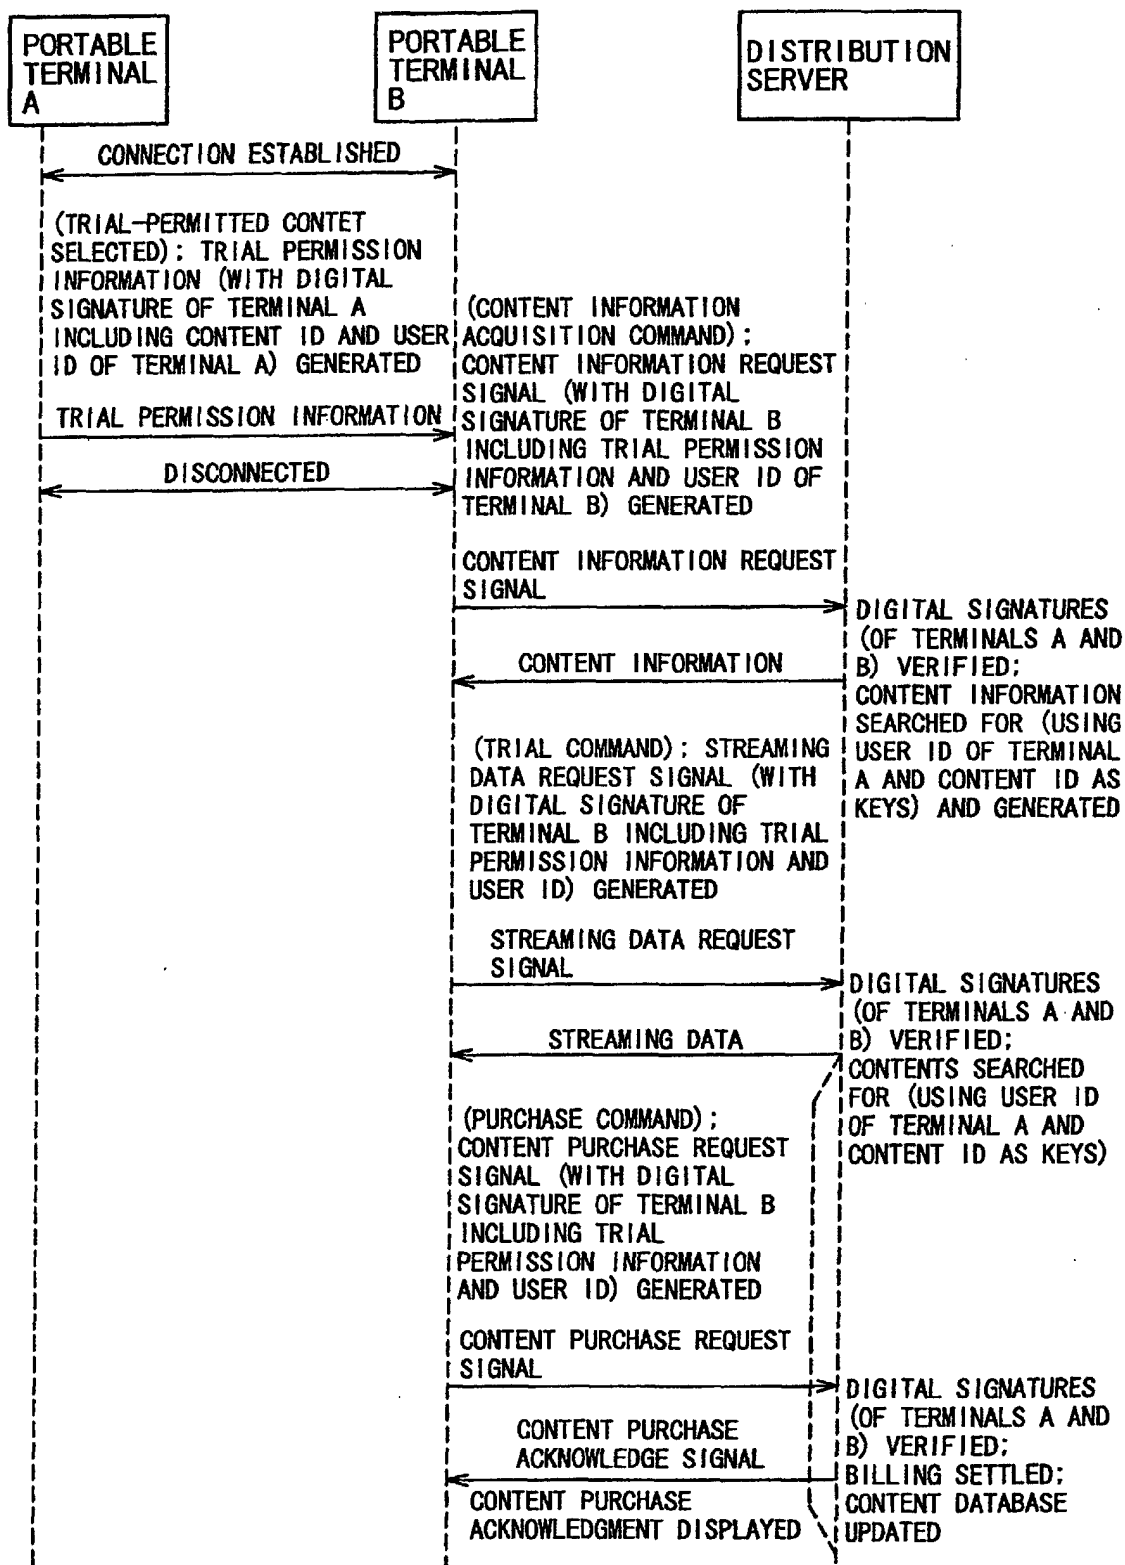 PORTABLE
TERMINAL
A
PORTABLE
TERMINAL
B
DISTRIBUTION
SERVER
CONNECTION ESTABLISHED
(TRIAL-PERMITTED CONTET
SELECTED): TRIAL PERMISSION
INFORMATION (WITH DIGITAL
SIGNATURE OF TERMINAL A
INCLUDING CONTENT ID AND USER
ID OF TERMINAL A) GENERATED
TRIAL PERMISSION INFORMATION
DISCONNECTED
(CONTENT INFORMATION
ACQUISITION COMMAND):
CONTENT INFORMATION REQUEST
SIGNAL (WITH DIGITAL
SIGNATURE OF TERMINAL B
INCLUDING TRIAL PERMISSION
INFORMATION AND USER ID OF
TERMINAL B) GENERATED
CONTENT INFORMATION REQUEST
SIGNAL
DIGITAL SIGNATURES
(OF TERMINALS A AND
B) VERIFIED;
CONTENT INFORMATION
SEARCHED FOR (USING
USER ID OF TERMINAL
A AND CONTENT ID AS
KEYS) AND GENERATED
CONTENT INFORMATION
(TRIAL COMMAND): STREAMING
DATA REQUEST SIGNAL (WITH
DIGITAL SIGNATURE OF
TERMINAL B INCLUDING TRIAL
PERMISSION INFORMATION AND
USER ID) GENERATED
STREAMING DATA REQUEST
SIGNAL
DIGITAL SIGNATURES
(OF TERMINALS A AND
B) VERIFIED;
CONTENTS SEARCHED
FOR (USING USER ID
OF TERMINAL A AND
CONTENT ID AS KEYS)
STREAMING DATA
(PURCHASE COMMAND):
CONTENT PURCHASE REQUEST
SIGNAL (WITH DIGITAL
SIGNATURE OF TERMINAL B
INCLUDING TRIAL
PERMISSION INFORMATION
AND USER ID) GENERATED
CONTENT PURCHASE REQUEST
SIGNAL
DIGITAL SIGNATURES
(OF TERMINALS A AND
B) VERIFIED;
BILLING SETTLED;
CONTENT DATABASE
UPDATED
CONTENT PURCHASE
ACKNOWLEDGE SIGNAL
CONTENT PURCHASE
ACKNOWLEDGMENT DISPLAYED